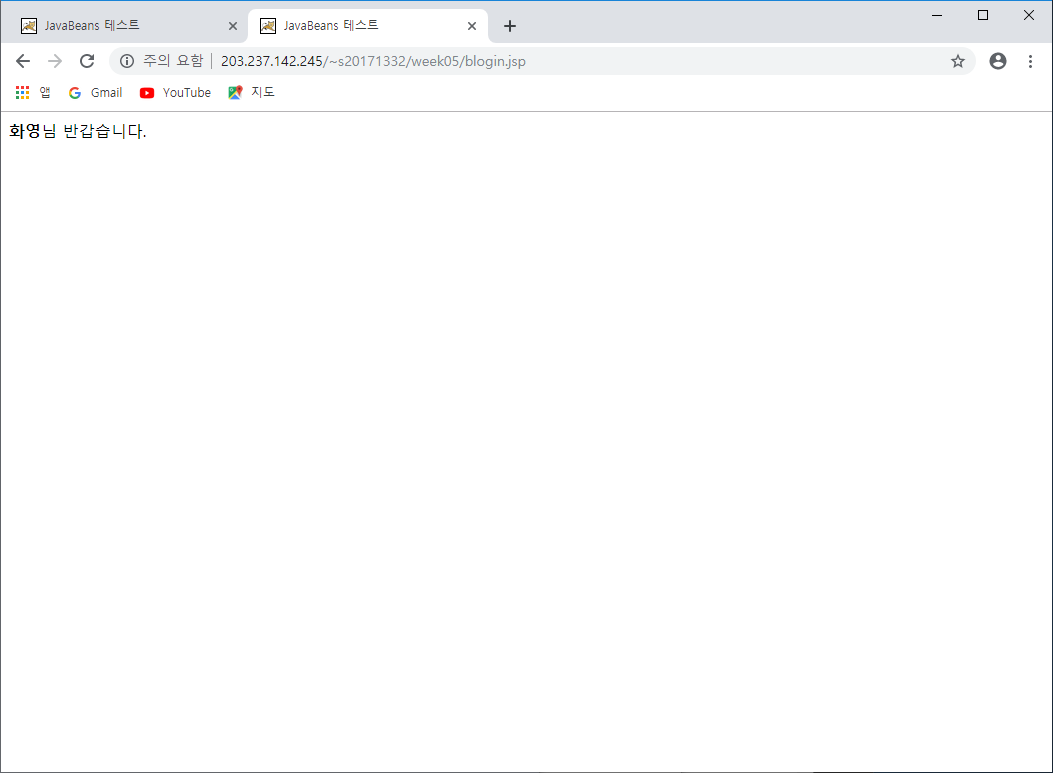 JavaBeans 테스트
JavaBeans 테스트
주의 요함 | 203.237.142.245/~s20171332/week05/blogin.jsp
앱 Gmail YouTube 지도
화영님 반갑습니다.